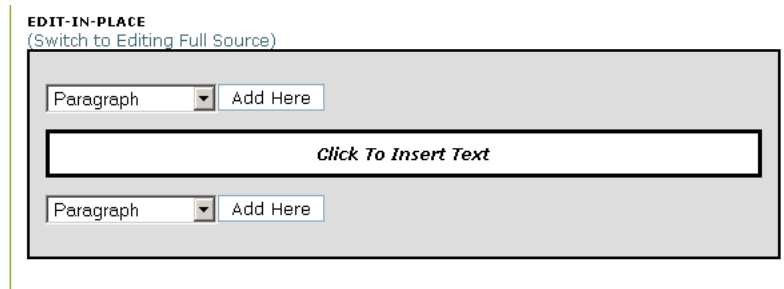 EDIT-IN-PLACE
(Switch to Editing Full Source)
Paragraph Add Here
Click To Insert Text
Paragraph Add Here